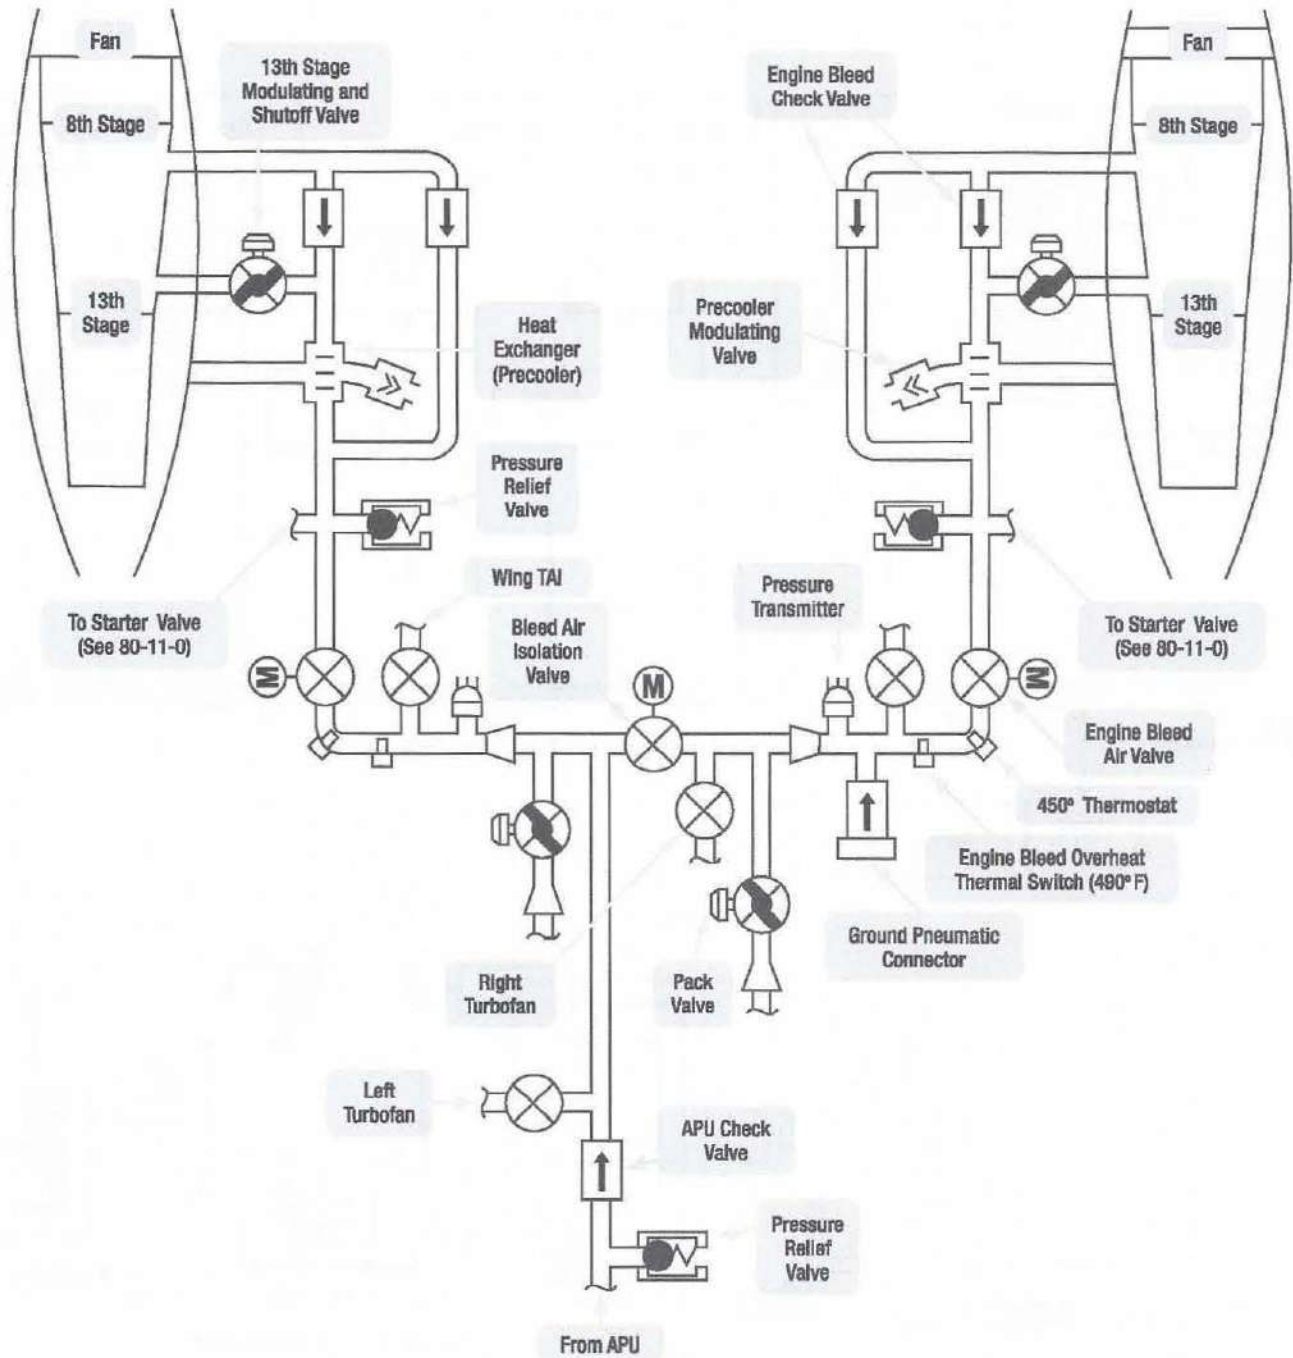 Fan
13th Stage
Modulating and
Shutoff Valve
Engine Bleed
Check Valve
Fan
8th Stage
8th Stage
13th
Stage
Heat
Exchanger
(Precooler)
Precooler
Modulating
Valve
13th
Stage
Pressure
Relief
Valve
Wing TAI
Pressure
Transmitter
To Starter Valve
(See 80-11-0)
Bleed Air
Isolation
Valve
To Starter Valve
(See 80-11-0)
M
M
M
Engine Bleed
Air Valve
450° Thermostat
Engine Bleed Overheat
Thermal Switch (490° F)
Ground Pneumatic
Connector
Right
Turbofan
Pack
Valve
Left
Turbofan
APU Check
Valve
Pressure
Relief
Valve
From APU